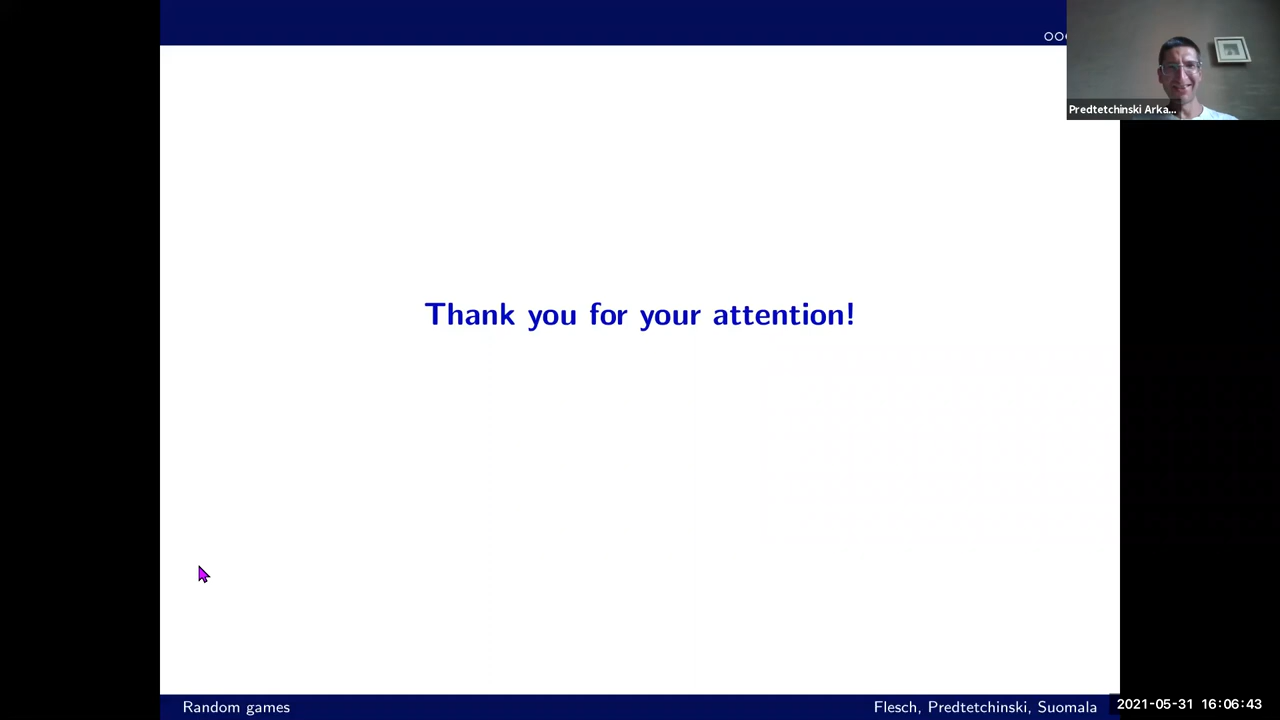 Predtetchinski Arka...
Thank you for your attention!
Random games
Flesch, Predtetchinski, Suomala
2021-05-31 16:06:43